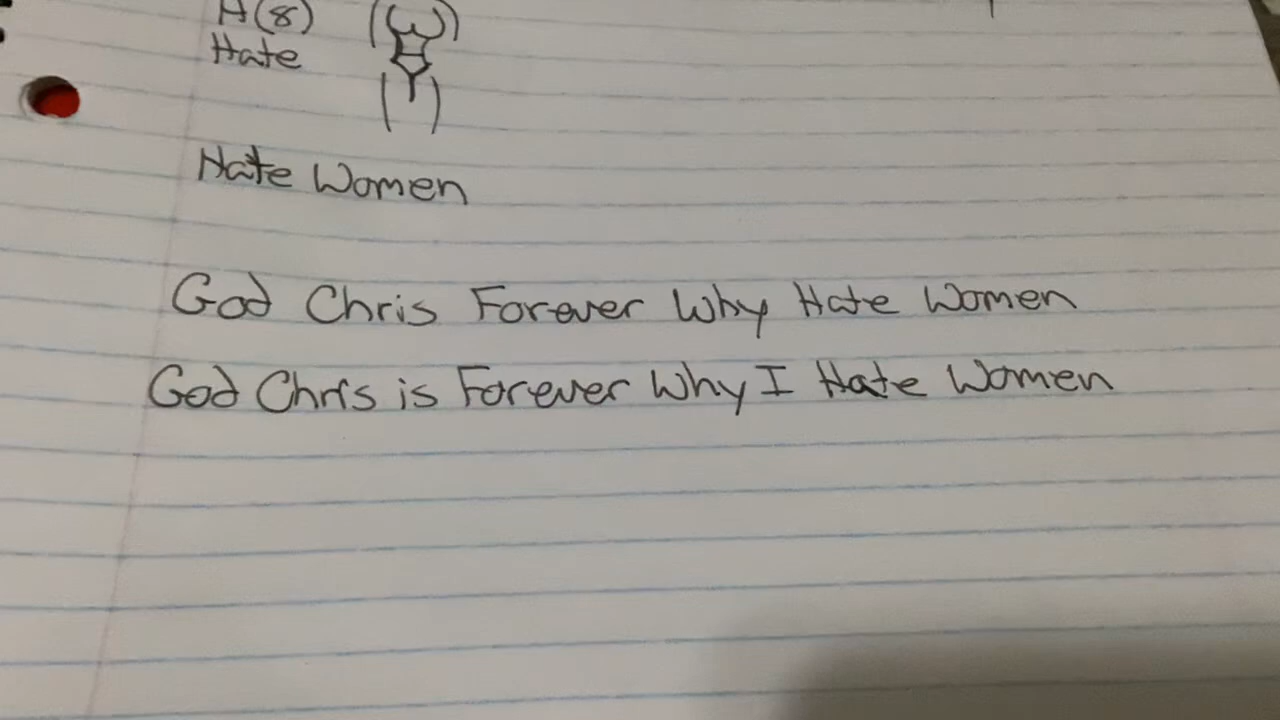 H(8)
Hate
Hate Women
God Chris Forever Why Hate Women
God Chris is Forever Why I Hate Women